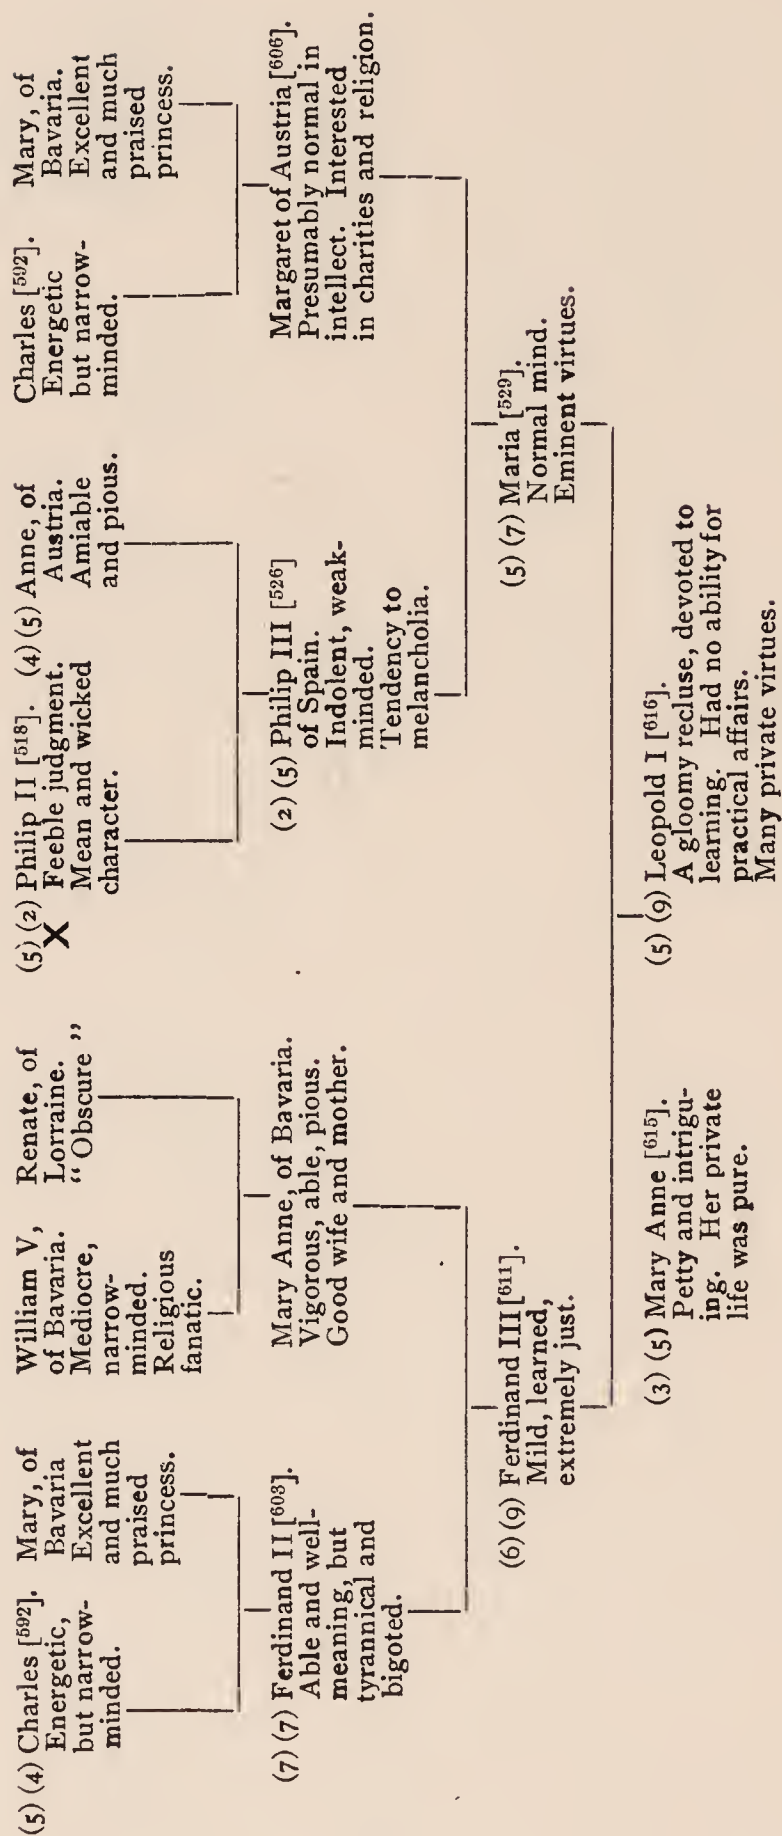 (5) (4) Charles [592].
Energetic,
but narrow-
minded.
Mary, of
Bavaria
Excellent
and much
praised
princess.
William V,
of Bavaria.
Mediocre,
narrow-
minded.
Religious
fanatic.
Renate, of
Lorraine.
“ Obscure ”
(5) (2) Philip II [518].
X Feeble judgment.
Mean and wicked
character.
(4) (5) Anne, of
Austria.
Amiable
and pious.
Charles [592].
Energetic
but narrow-
minded.
Mary, of
Bavaria.
Excellent
and much
praised
princess.
(7) (7) Ferdinand II [603].
Able and well-
meaning, but
tyrannical and
bigoted.
Mary Anne, of Bavaria.
Vigorous, able, pious.
Good wife and mother.
(2) (5) Philip III [526]
of Spain.
Indolent, weak-
minded.
Tendency to
melancholia.
Margaret of Austria [606].
Presumably normal in
intellect. Interested
in charities and religion.
(6) (9) Ferdinand III [611].
Mild, learned,
extremely just.
(5) (7) Maria [529].
Normal mind.
Eminent virtues.
(3) (5) Mary Anne [615].
Petty and intrigu-
ing. Her private
life was pure.
(5) (9) Leopold I [616].
A gloomy recluse, devoted to
learning. Had no ability for
practical affairs.
Many private virtues.